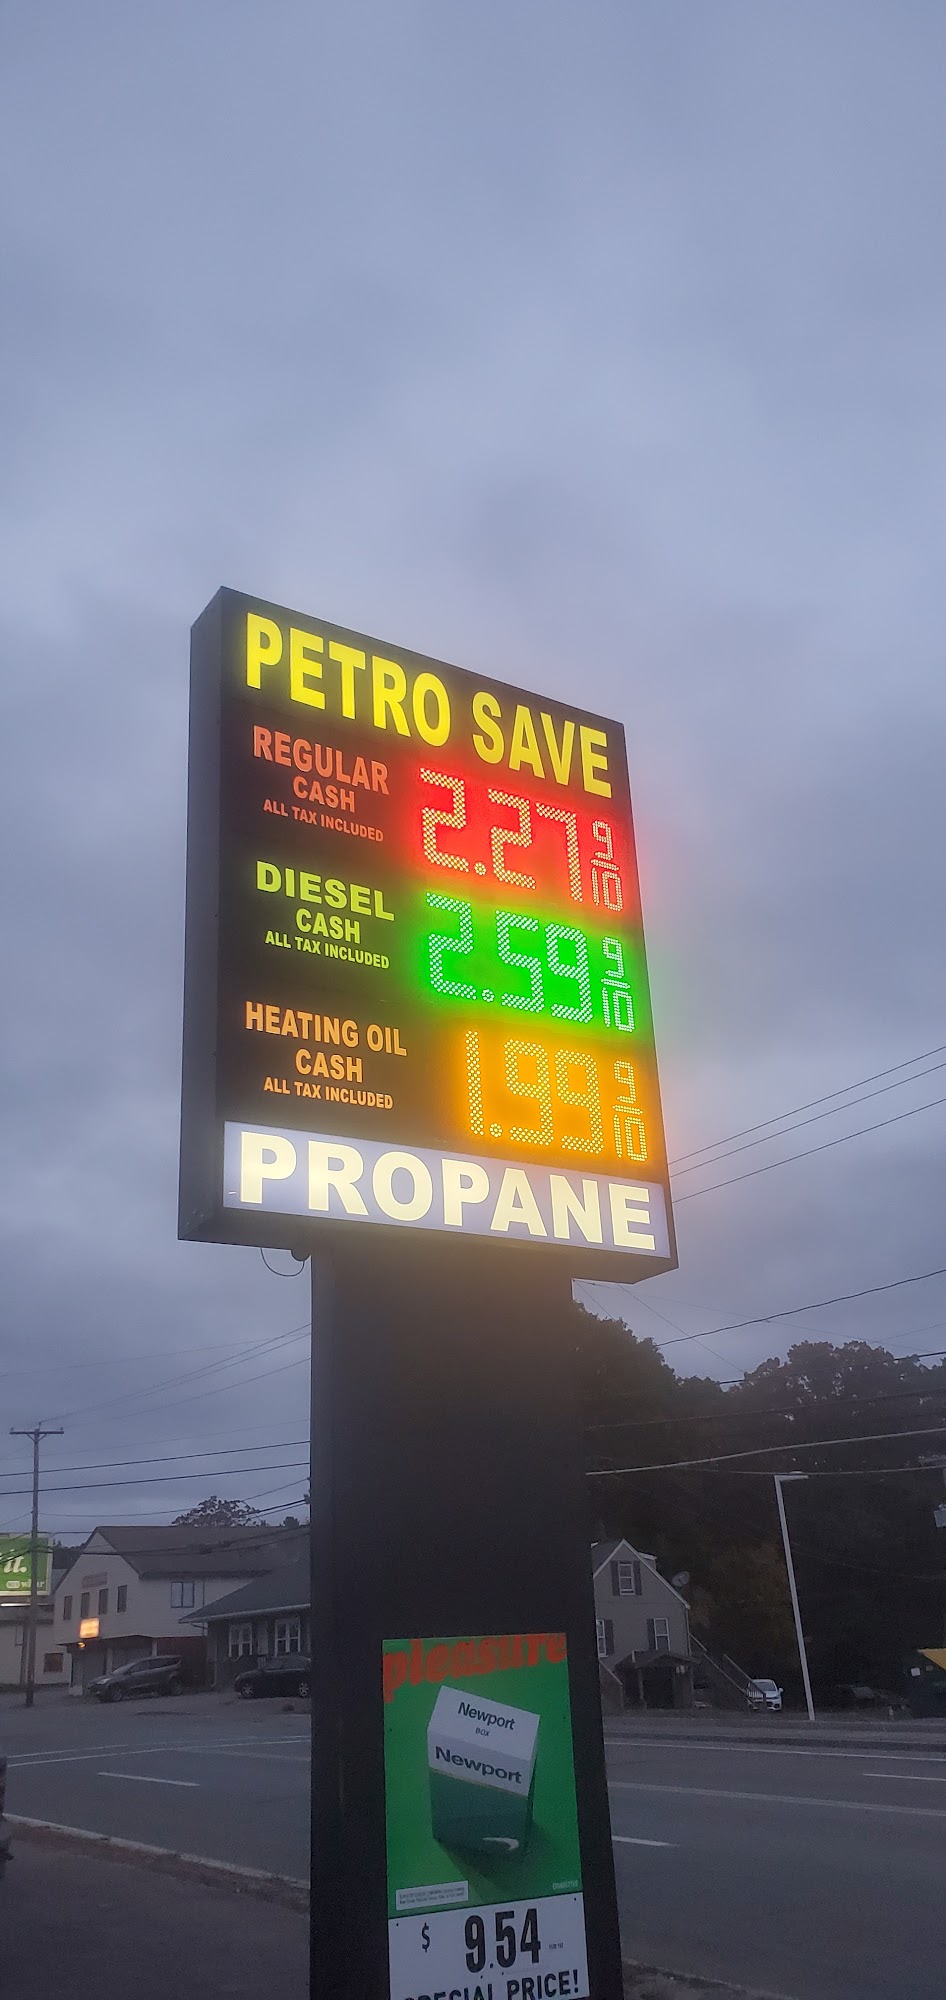 PETRO SAVE
REGULAR
CASH
ALL TAX INCLUDED
2.27 9/10
DIESEL
CASH
ALL TAX INCLUDED
2.59 9/10
HEATING OIL
CASH
ALL TAX INCLUDED
1.99 9/10
PROPANE
it.
pleasure
Newport
BOX
Newport
$ 9.54
SPECIAL PRICE!